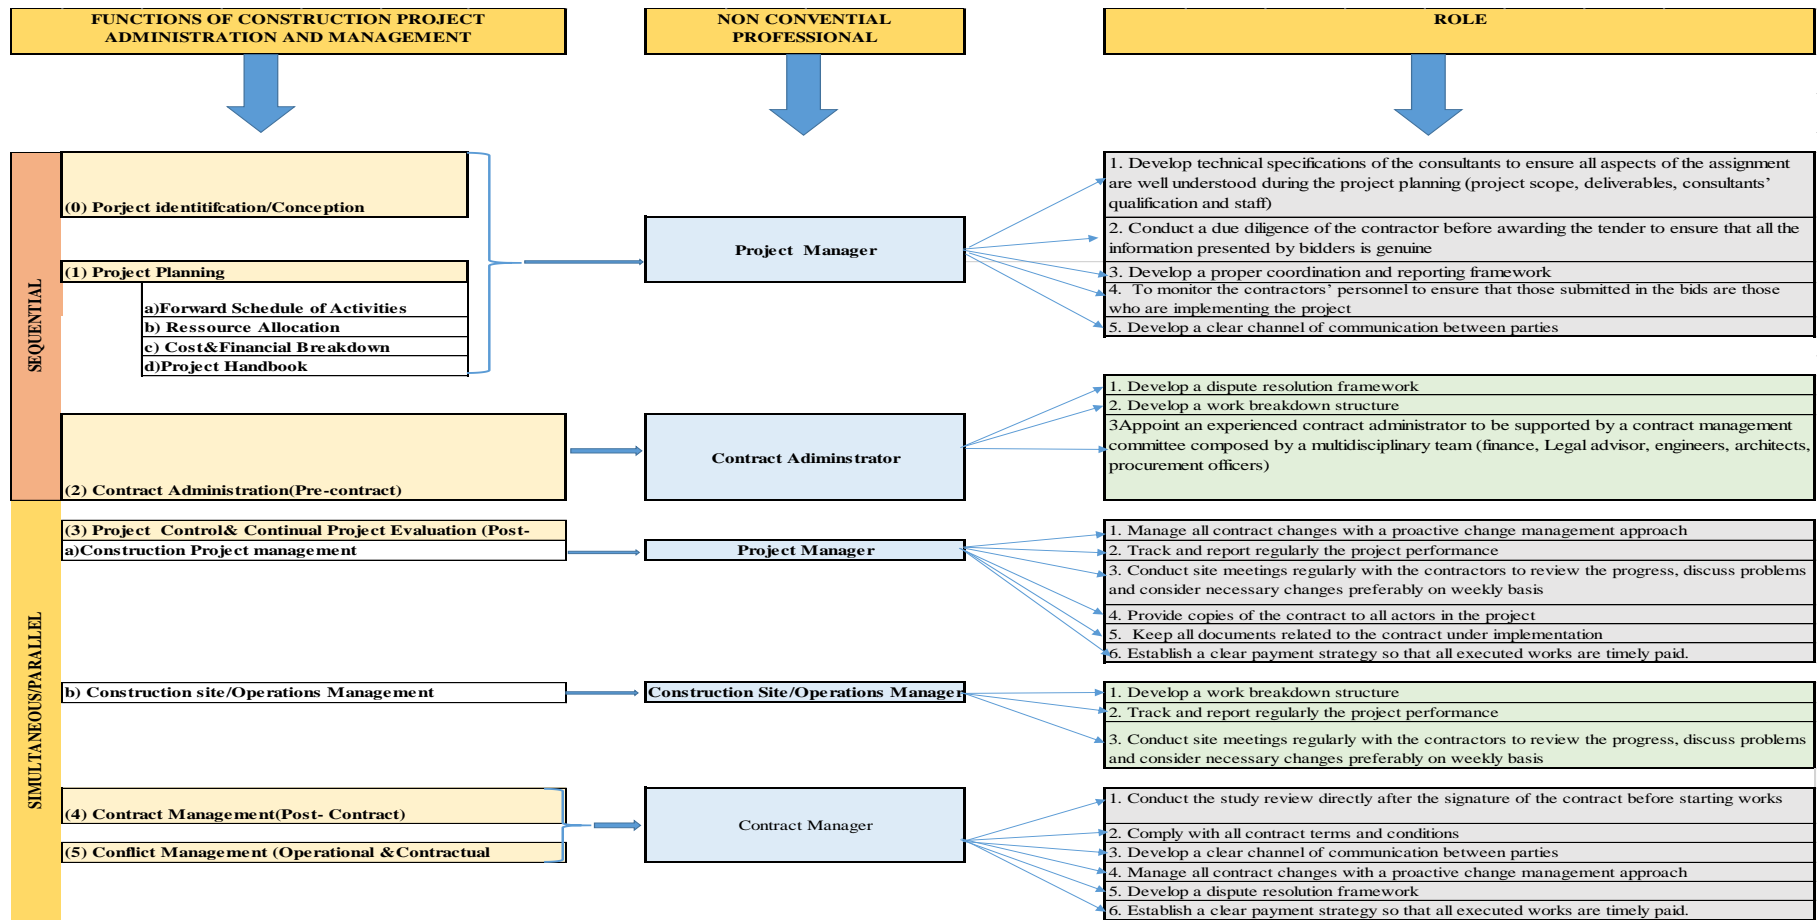 FUNCTIONS OF CONSTRUCTION PROJECT
ADMINISTRATION AND MANAGEMENT
NON CONVENTIAL
PROFESSIONAL
ROLE
SEQUENTIAL
(0) Porject identitifcation/Conception
(1) Project Planning
a)Forward Schedule of Activities
b) Ressource Allocation
c) Cost&Financial Breakdown
d)Project Handbook
Project Manager
1. Develop technical specifications of the consultants to ensure all aspects of the assignment
are well understood during the project planning (project scope, deliverables, consultants’
qualification and staff)
2. Conduct a due diligence of the contractor before awarding the tender to ensure that all the
information presented by bidders is genuine
3. Develop a proper coordination and reporting framework
4. To monitor the contractors’ personnel to ensure that those submitted in the bids are those
who are implementing the project
5. Develop a clear channel of communication between parties
(2) Contract Administration(Pre-contract)
Contract Adiminstrator
1. Develop a dispute resolution framework
2. Develop a work breakdown structure
3Appoint an experienced contract administrator to be supported by a contract management
committee composed by a multidisciplinary team (finance, Legal advisor, engineers, architects,
procurement officers)
SIMULTANEOUS/PARALLEL
(3) Project Control& Continual Project Evaluation (Post-
a)Construction Project management
Project Manager
1. Manage all contract changes with a proactive change management approach
2. Track and report regularly the project performance
3. Conduct site meetings regularly with the contractors to review the progress, discuss problems
and consider necessary changes preferably on weekly basis
4. Provide copies of the contract to all actors in the project
5. Keep all documents related to the contract under implementation
6. Establish a clear payment strategy so that all executed works are timely paid.
b) Construction site/Operations Management
Construction Site/Operations Manager
1. Develop a work breakdown structure
2. Track and report regularly the project performance
3. Conduct site meetings regularly with the contractors to review the progress, discuss problems
and consider necessary changes preferably on weekly basis
(4) Contract Management(Post- Contract)
(5) Conflict Management (Operational &Contractual
Contract Manager
1. Conduct the study review directly after the signature of the contract before starting works
2. Comply with all contract terms and conditions
3. Develop a clear channel of communication between parties
4. Manage all contract changes with a proactive change management approach
5. Develop a dispute resolution framework
6. Establish a clear payment strategy so that all executed works are timely paid.